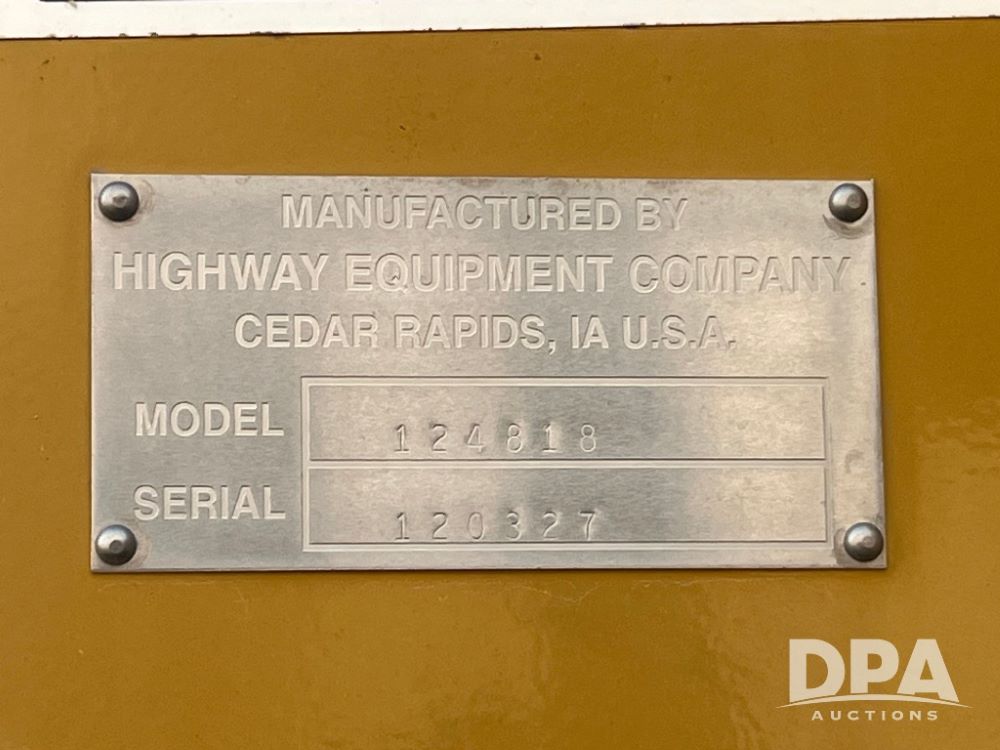 MANUFACTURED BY
HIGHWAY EQUIPMENT COMPANY
CEDAR RAPIDS, IA U.S.A.
MODEL 124818
SERIAL 120327
DPA
AUCTIONS